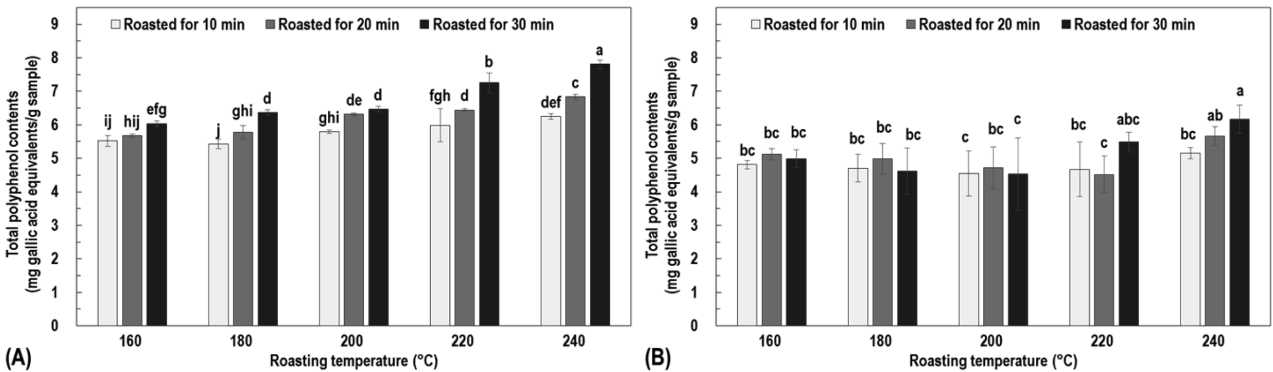 Roasted for 10 min Roasted for 20 min Roasted for 30 min
Total polyphenol contents
(mg gallic acid equivalents/g sample)
9
8
7
6
5
4
3
2
1
0
ij hij efg
j ghi d
ghi de d
fgh d b
def c a
160 180 200 220 240
Roasting temperature (°C)
(A)
Roasted for 10 min Roasted for 20 min Roasted for 30 min
Total polyphenol contents
(mg gallic acid equivalents/g sample)
9
8
7
6
5
4
3
2
1
0
bc bc bc
bc bc bc
c bc c
bc c abc
bc ab a
160 180 200 220 240
Roasting temperature (°C)
(B)